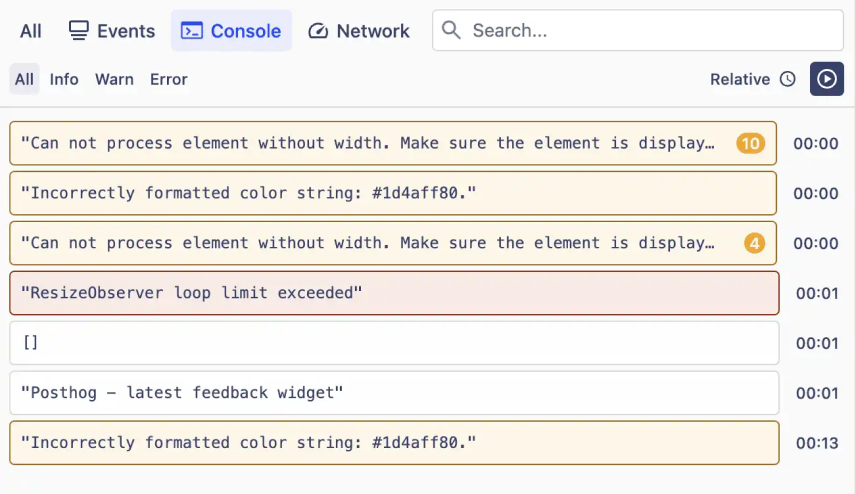 All Events Console Network Search...
All Info Warn Error Relative
"Can not process element without width. Make sure the element is display… 10 00:00
"Incorrectly formatted color string: #1d4aff80." 00:00
"Can not process element without width. Make sure the element is display… 4 00:00
"ResizeObserver loop limit exceeded" 00:01
[] 00:01
"Posthog – latest feedback widget" 00:01
"Incorrectly formatted color string: #1d4aff80." 00:13